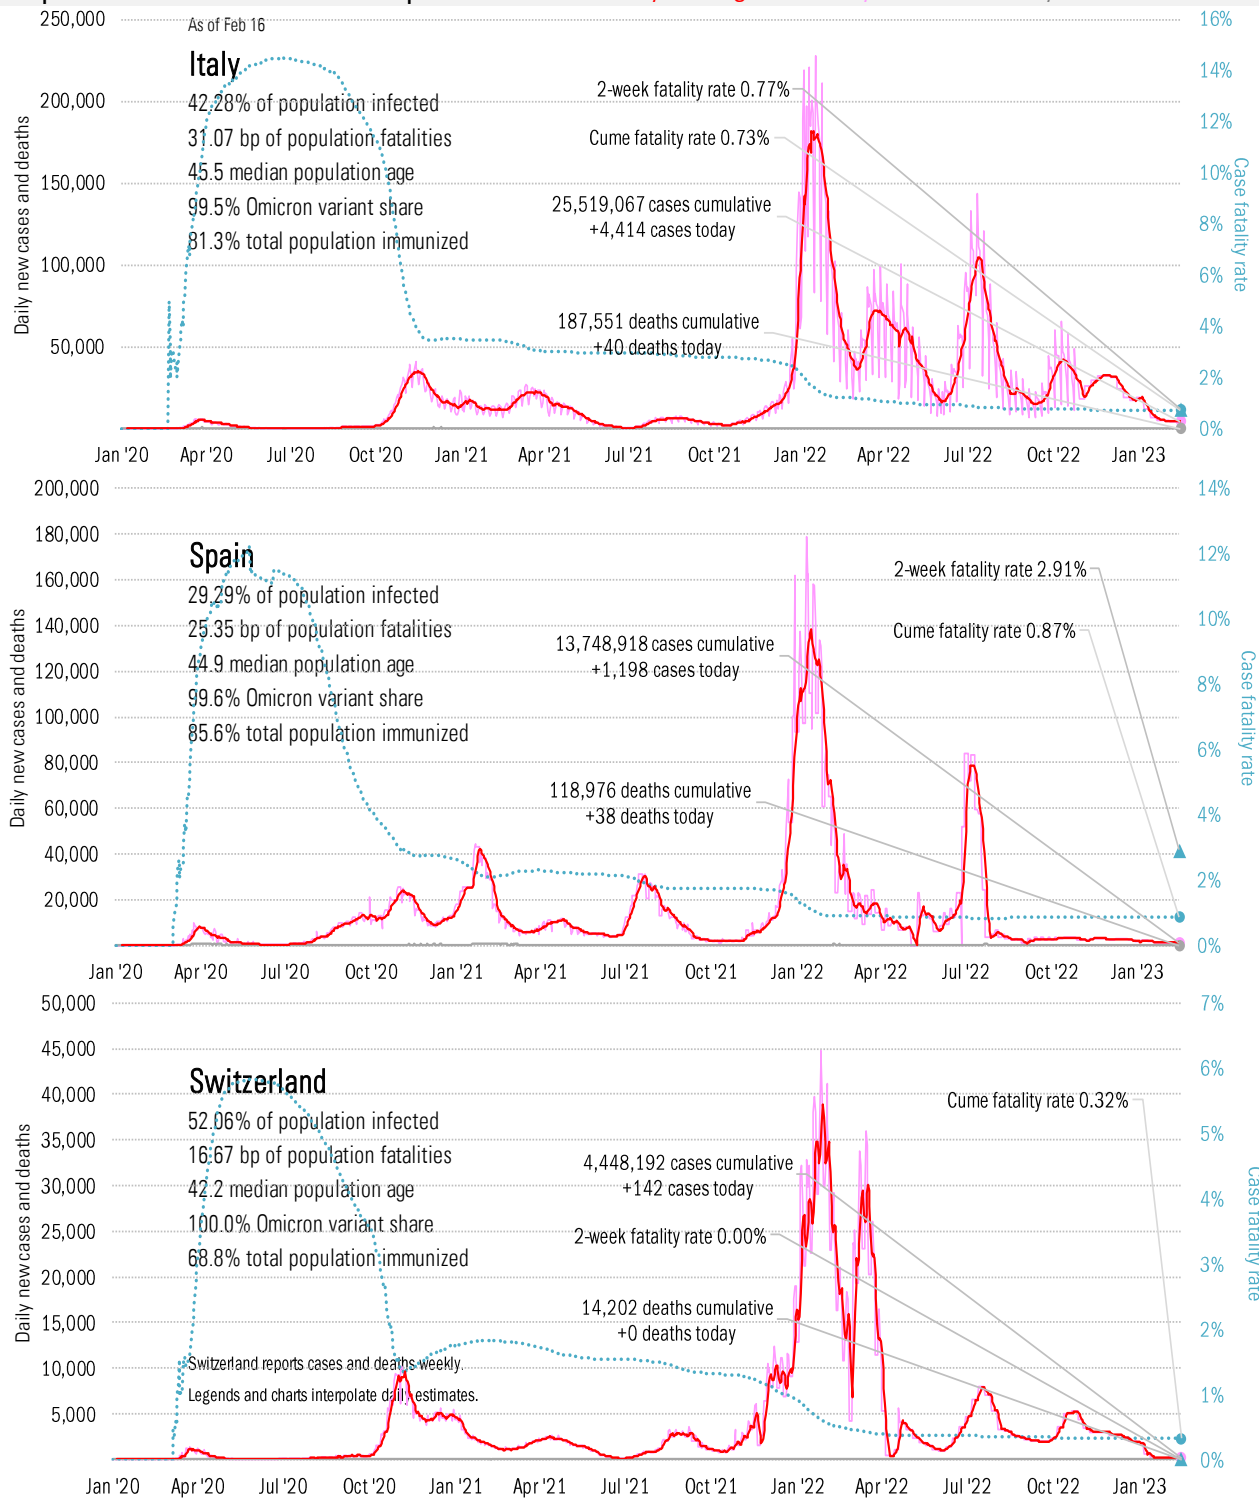 250,000
As of Feb 16
16%
Italy
14%
42.28% of population infected
2-week fatality rate 0.77%
200,000
12%
31.07 bp of population fatalities
Cume fatality rate 0.73%
45.5 median population age
150,000
10%
99.5% Omicron variant share
25,519,067 cases cumulative
+4,414 cases today
8%
81.3% total population immunized
100,000
6%
187,551 deaths cumulative
+40 deaths today
4%
50,000
2%
0%
Daily new cases and deaths
Case fatality rate
Jan '20 Apr '20 Jul '20 Oct '20 Jan '21 Apr '21 Jul '21 Oct '21 Jan '22 Apr '22 Jul '22 Oct '22 Jan '23
200,000
14%
180,000
Spain
12%
2-week fatality rate 2.91%
160,000
29.29% of population infected
140,000
10%
25.35 bp of population fatalities
Cume fatality rate 0.87%
13,748,918 cases cumulative
+1,198 cases today
120,000
44.9 median population age
8%
99.6% Omicron variant share
100,000
85.6% total population immunized
6%
80,000
118,976 deaths cumulative
+38 deaths today
60,000
4%
40,000
2%
20,000
0%
Daily new cases and deaths
Case fatality rate
Jan '20 Apr '20 Jul '20 Oct '20 Jan '21 Apr '21 Jul '21 Oct '21 Jan '22 Apr '22 Jul '22 Oct '22 Jan '23
50,000
7%
45,000
Switzerland
6%
40,000
Cume fatality rate 0.32%
52.06% of population infected
35,000
5%
16.67 bp of population fatalities
4,448,192 cases cumulative
+142 cases today
30,000
42.2 median population age
4%
100.0% Omicron variant share
25,000
2-week fatality rate 0.00%
68.8% total population immunized
3%
20,000
14,202 deaths cumulative
+0 deaths today
15,000
2%
10,000
Switzerland reports cases and deaths weekly.
Legends and charts interpolate daily estimates.
1%
5,000
0%
Daily new cases and deaths
Case fatality rate
Jan '20 Apr '20 Jul '20 Oct '20 Jan '21 Apr '21 Jul '21 Oct '21 Jan '22 Apr '22 Jul '22 Oct '22 Jan '23